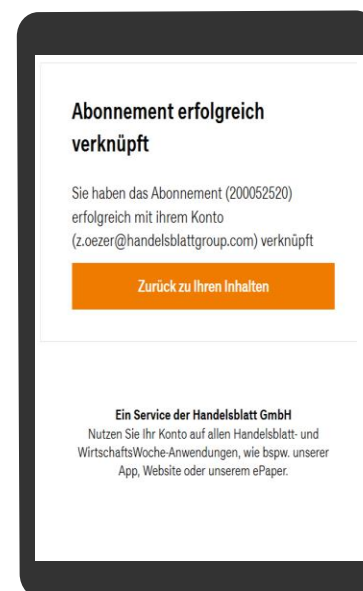 Abonnement erfolgreich
verknüpft
Sie haben das Abonnement (200052520)
erfolgreich mit ihrem Konto
(z.oezer@handelsblattgroup.com) verknüpft
Zurück zu Ihren Inhalten
Ein Service der Handelsblatt GmbH
Nutzen Sie Ihr Konto auf allen Handelsblatt- und
WirtschaftsWoche-Anwendungen, wie bspw. unserer
App, Website oder unserem ePaper.